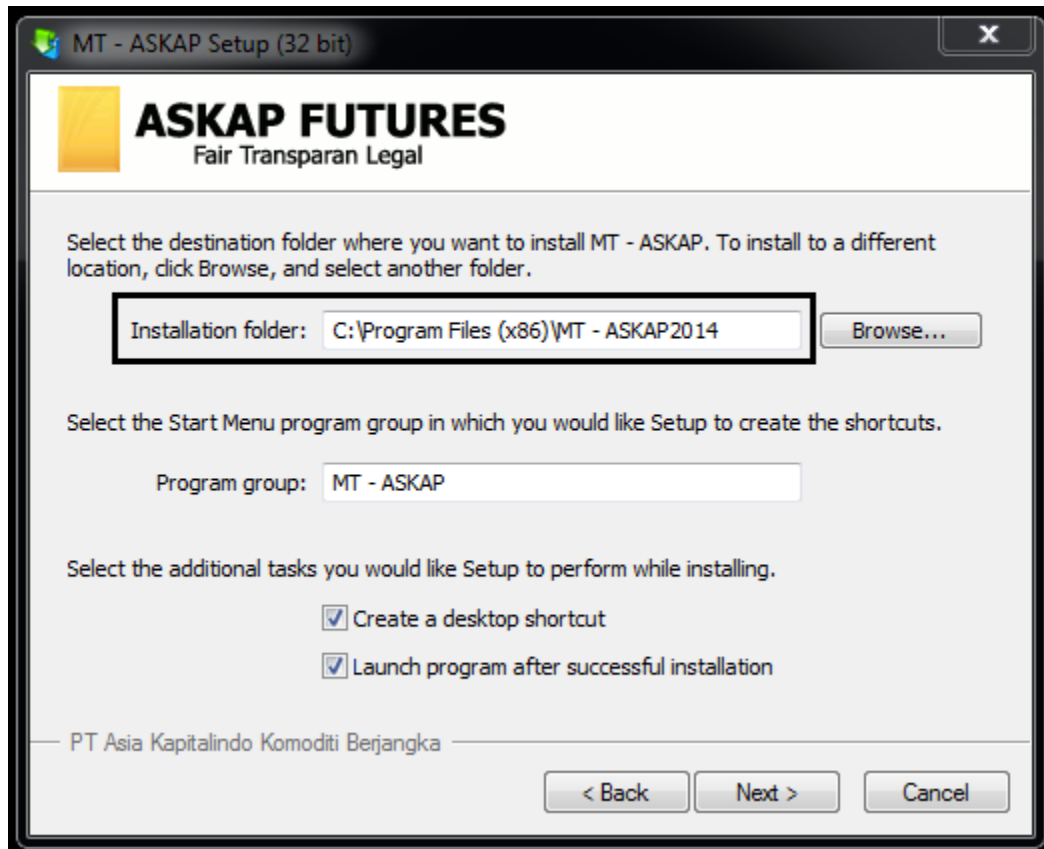 MT - ASKAP Setup (32 bit)
ASKAP FUTURES
Fair Transparan Legal
Select the destination folder where you want to install MT - ASKAP. To install to a different
location, click Browse, and select another folder.
Installation folder: C:\Program Files (x86)\MT - ASKAP2014 Browse...
Select the Start Menu program group in which you would like Setup to create the shortcuts.
Program group: MT - ASKAP
Select the additional tasks you would like Setup to perform while installing.
Create a desktop shortcut
Launch program after successful installation
PT Asia Kapitalindo Komoditi Berjangka
< Back Next > Cancel